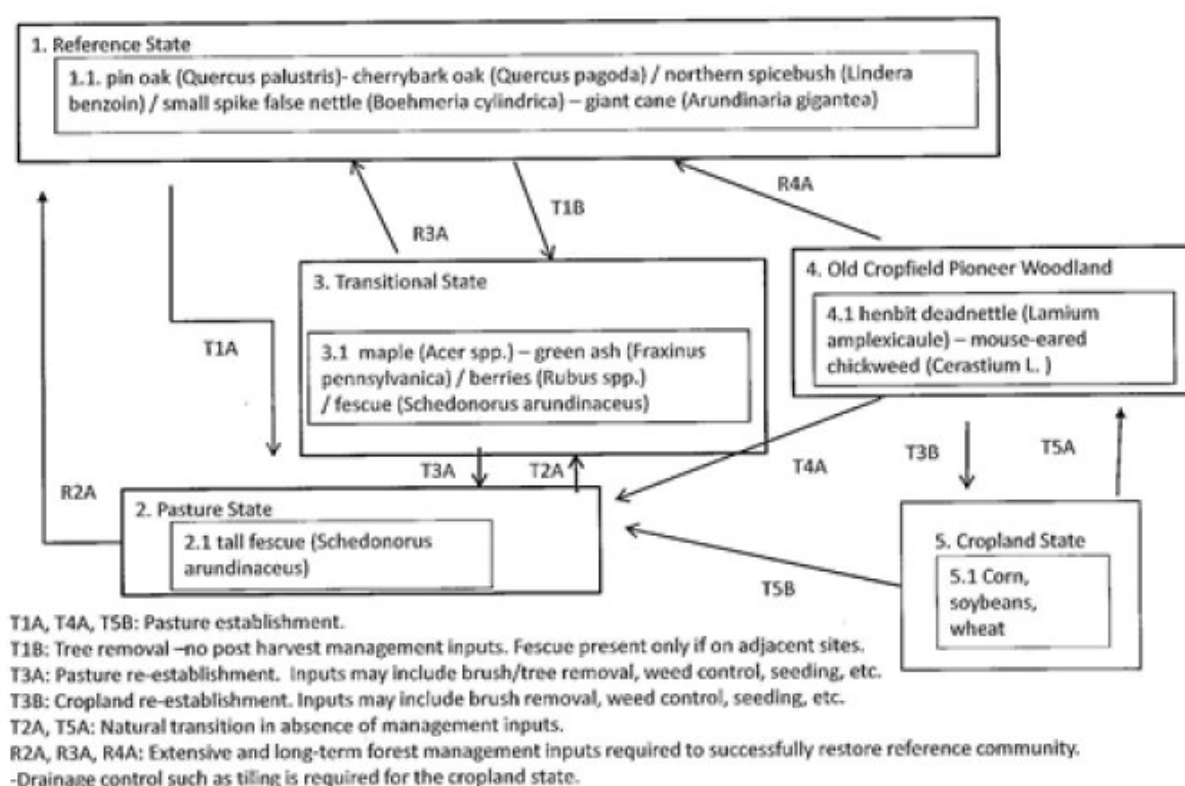 1. Reference State
1.1. pin oak (Quercus palustris)- cherrybark oak (Quercus pagoda) / northern spicebush (Lindera
benzoin) / small spike false nettle (Boehmeria cylindrica) – giant cane (Arundinaria gigantea)
R4A
T1B
R3A
3. Transitional State
4. Old Cropfield Pioneer Woodland
4.1 henbit deadnettle (Lamium
amplexicaule) – mouse-eared
chickweed (Cerastium L. )
T1A
3.1 maple (Acer spp.) – green ash (Fraxinus
pennsylvanica) / berries (Rubus spp.)
/ fescue (Schedonorus arundinaceus)
T3A
T2A
T4A
T3B
T5A
R2A
2. Pasture State
2.1 tall fescue (Schedonorus
arundinaceus)
5. Cropland State
5.1 Corn,
soybeans,
wheat
T5B
T1A, T4A, T5B: Pasture establishment.
T1B: Tree removal –no post harvest management inputs. Fescue present only if on adjacent sites.
T3A: Pasture re-establishment. Inputs may include brush/tree removal, weed control, seeding, etc.
T3B: Cropland re-establishment. Inputs may include brush removal, weed control, seeding, etc.
T2A, T5A: Natural transition in absence of management inputs.
R2A, R3A, R4A: Extensive and long-term forest management inputs required to successfully restore reference community.
-Drainage control such as tiling is required for the cropland state.